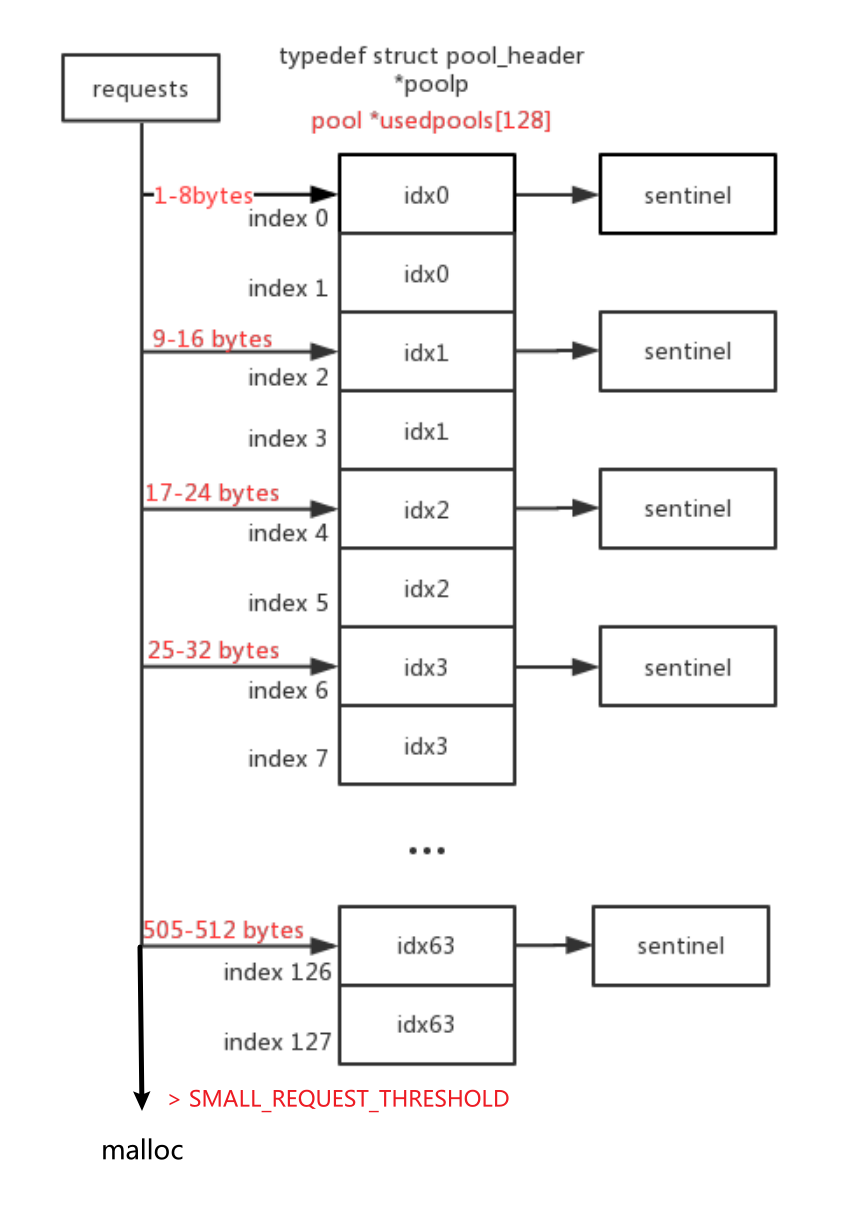 typedef struct pool_header
*poolp
requests
pool *usedpools[128]
1-8bytes
idx0
sentinel
index 0
idx0
index 1
9-16 bytes
idx1
sentinel
index 2
idx1
index 3
17-24 bytes
idx2
sentinel
index 4
idx2
index 5
25-32 bytes
idx3
sentinel
index 6
idx3
index 7
...
505-512 bytes
idx63
sentinel
index 126
idx63
index 127
> SMALL_REQUEST_THRESHOLD
malloc